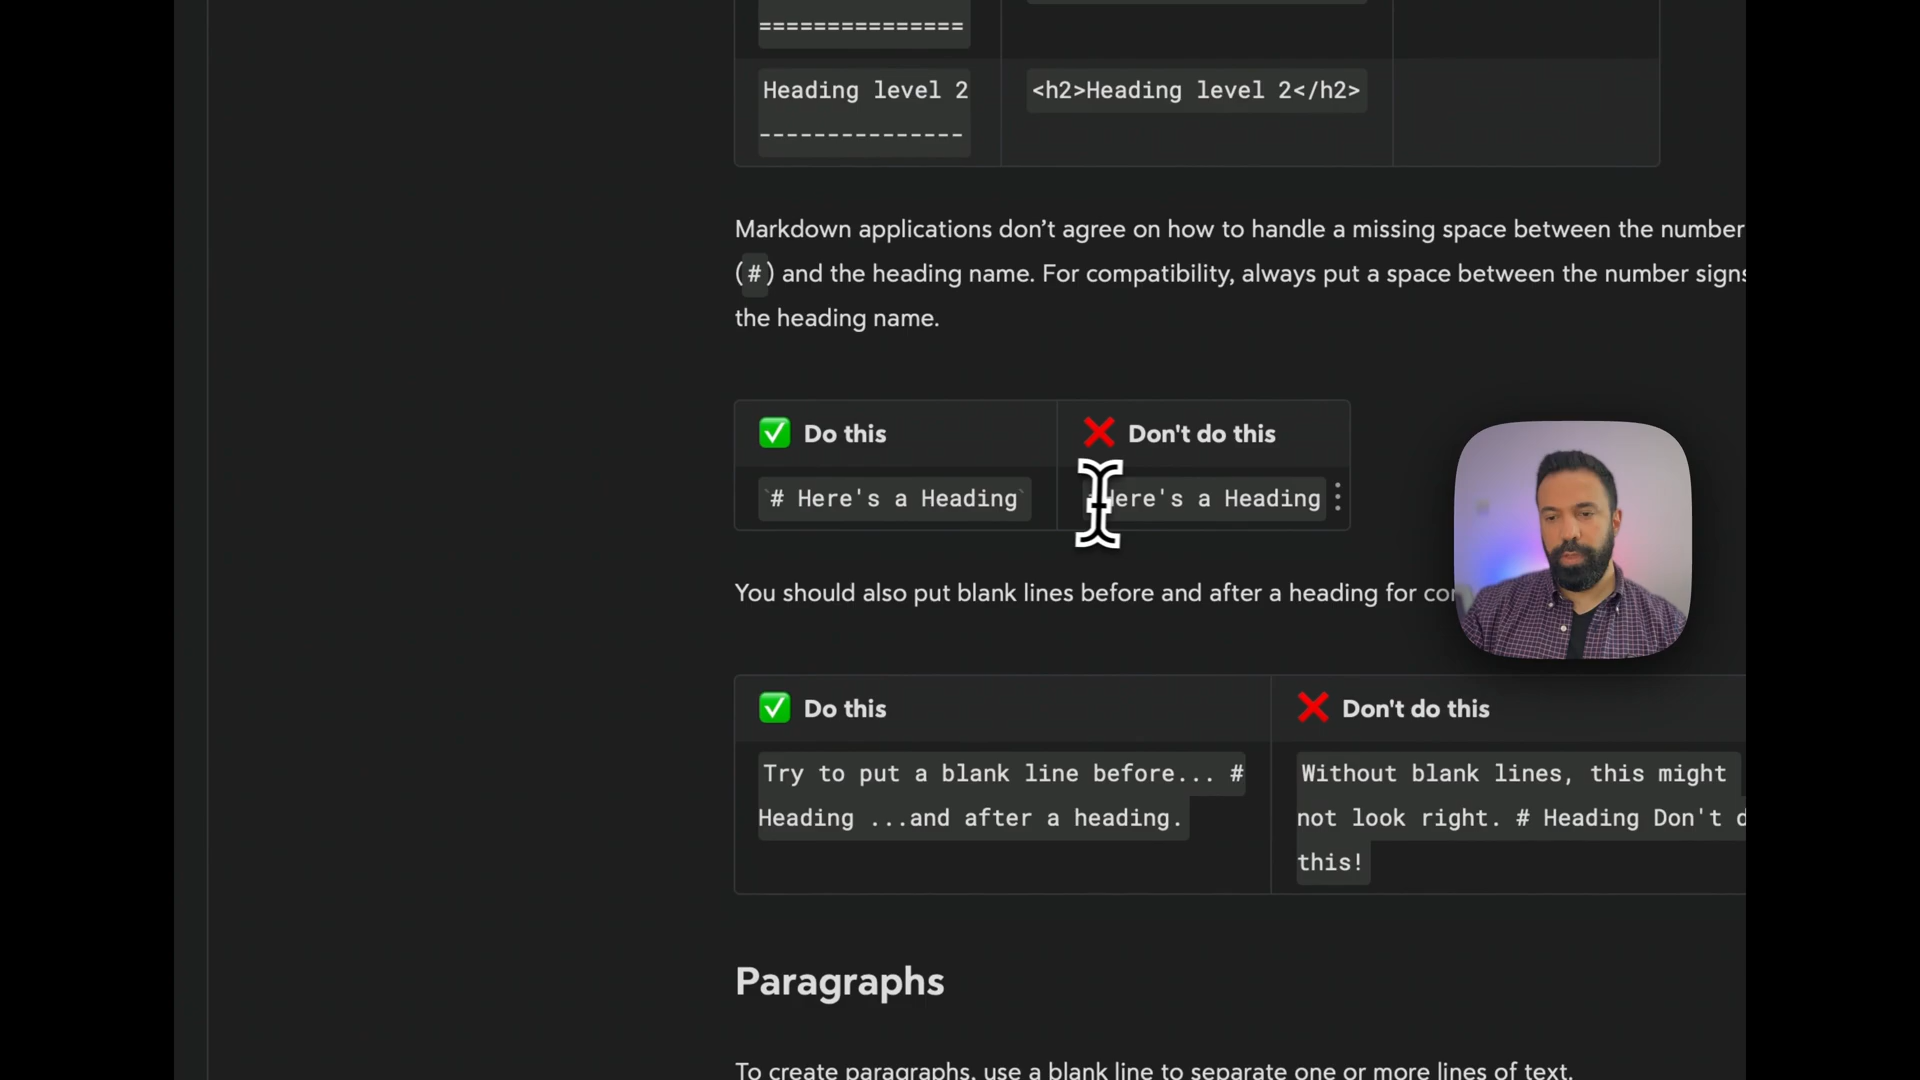 ===============
Heading level 2 <h2>Heading level 2</h2>
---------------
Markdown applications don’t agree on how to handle a missing space between the number
(#) and the heading name. For compatibility, always put a space between the number signs
the heading name.
✅ Do this ❌ Don't do this
`# Here's a Heading` Here's a Heading
You should also put blank lines before and after a heading for
✅ Do this ❌ Don't do this
Try to put a blank line before... # Without blank lines, this might
Heading ...and after a heading. not look right. # Heading Don't
this!
Paragraphs
To create paragraphs, use a blank line to separate one or more lines of text.